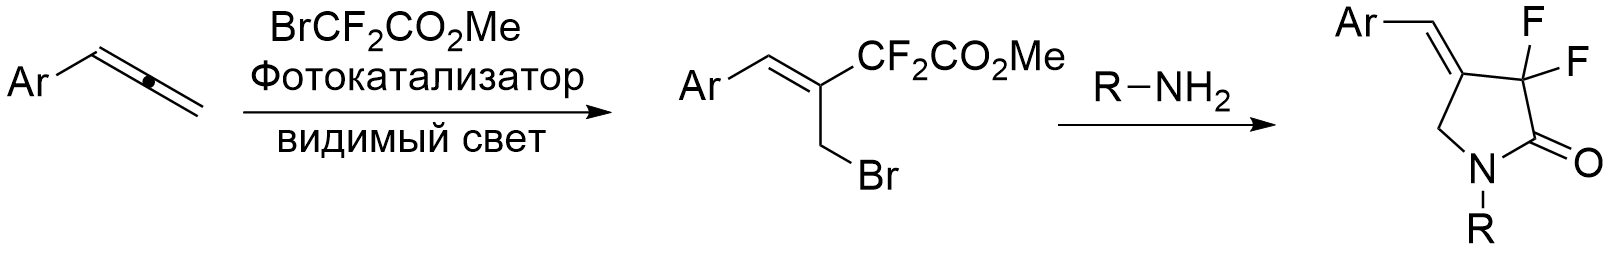 Ar
BrCF2CO2Me
Фотокатализатор
видимый свет
Ar
CF2CO2Me
Br
R–NH2
Ar
F
F
O
N
R